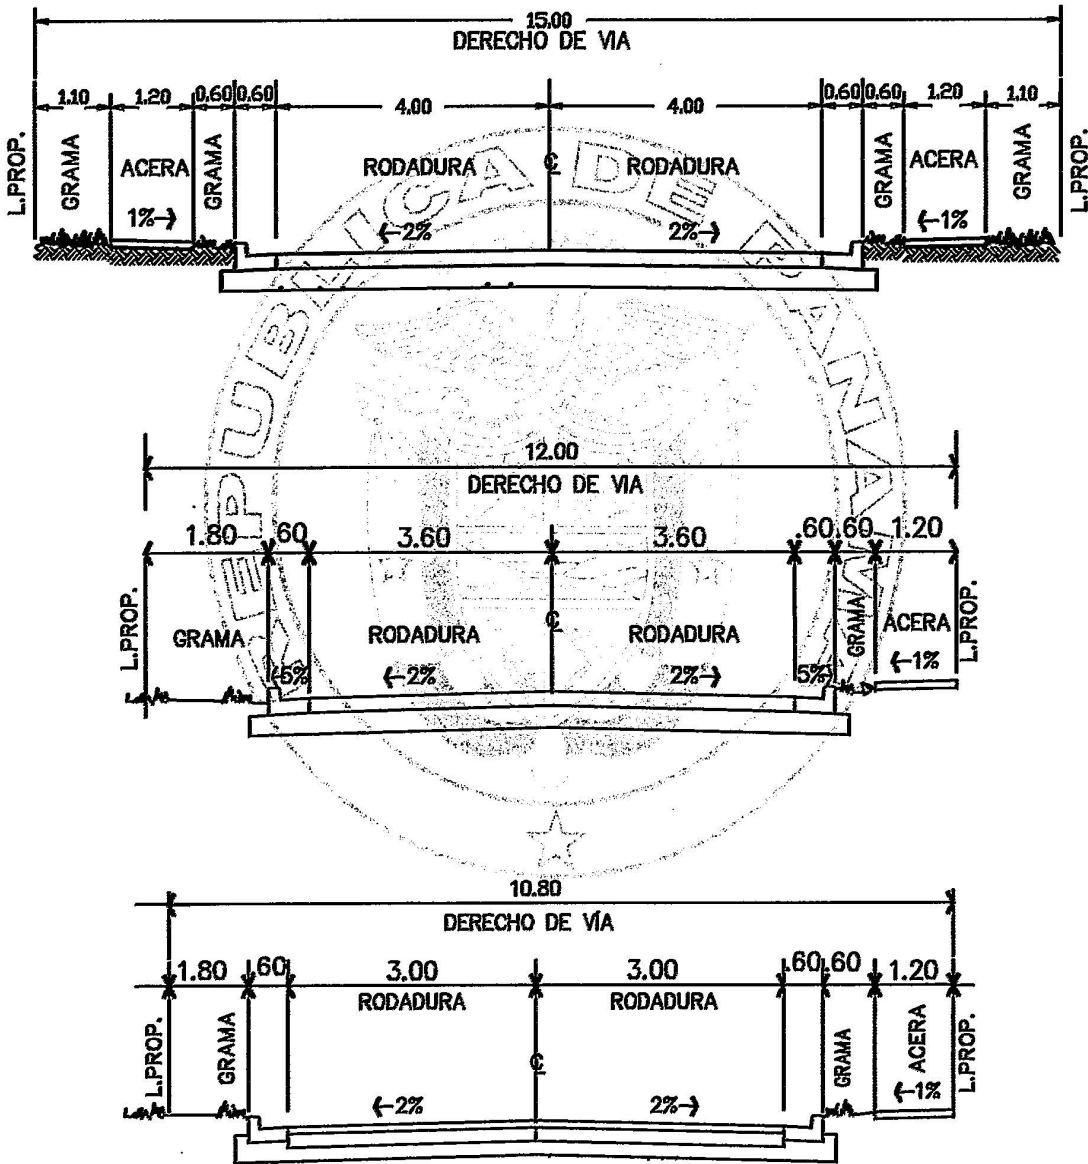 15.00
DERECHO DE VIA
1.10 1.20 0.60 0.60 4.00 4.00 0.60 0.60 1.20 1.10
L.PROP. GRAMA ACERA GRAMA RODADURA ℄ RODADURA GRAMA ACERA GRAMA L.PROP.
1%→ ←2% 2%→ ←1%
REPUBLICA DE PANAMA
12.00
DERECHO DE VIA
1.80 .60 3.60 3.60 .60 .60 1.20
L.PROP. GRAMA RODADURA ℄ RODADURA GRAMA ACERA L.PROP.
←5% ←2% 2%→ 5% ←1%
10.80
DERECHO DE VÍA
1.80 .60 3.00 3.00 .60 .60 1.20
L.PROP. GRAMA RODADURA ℄ RODADURA GRAMA ACERA L.PROP.
←2% 2%→ ←1%